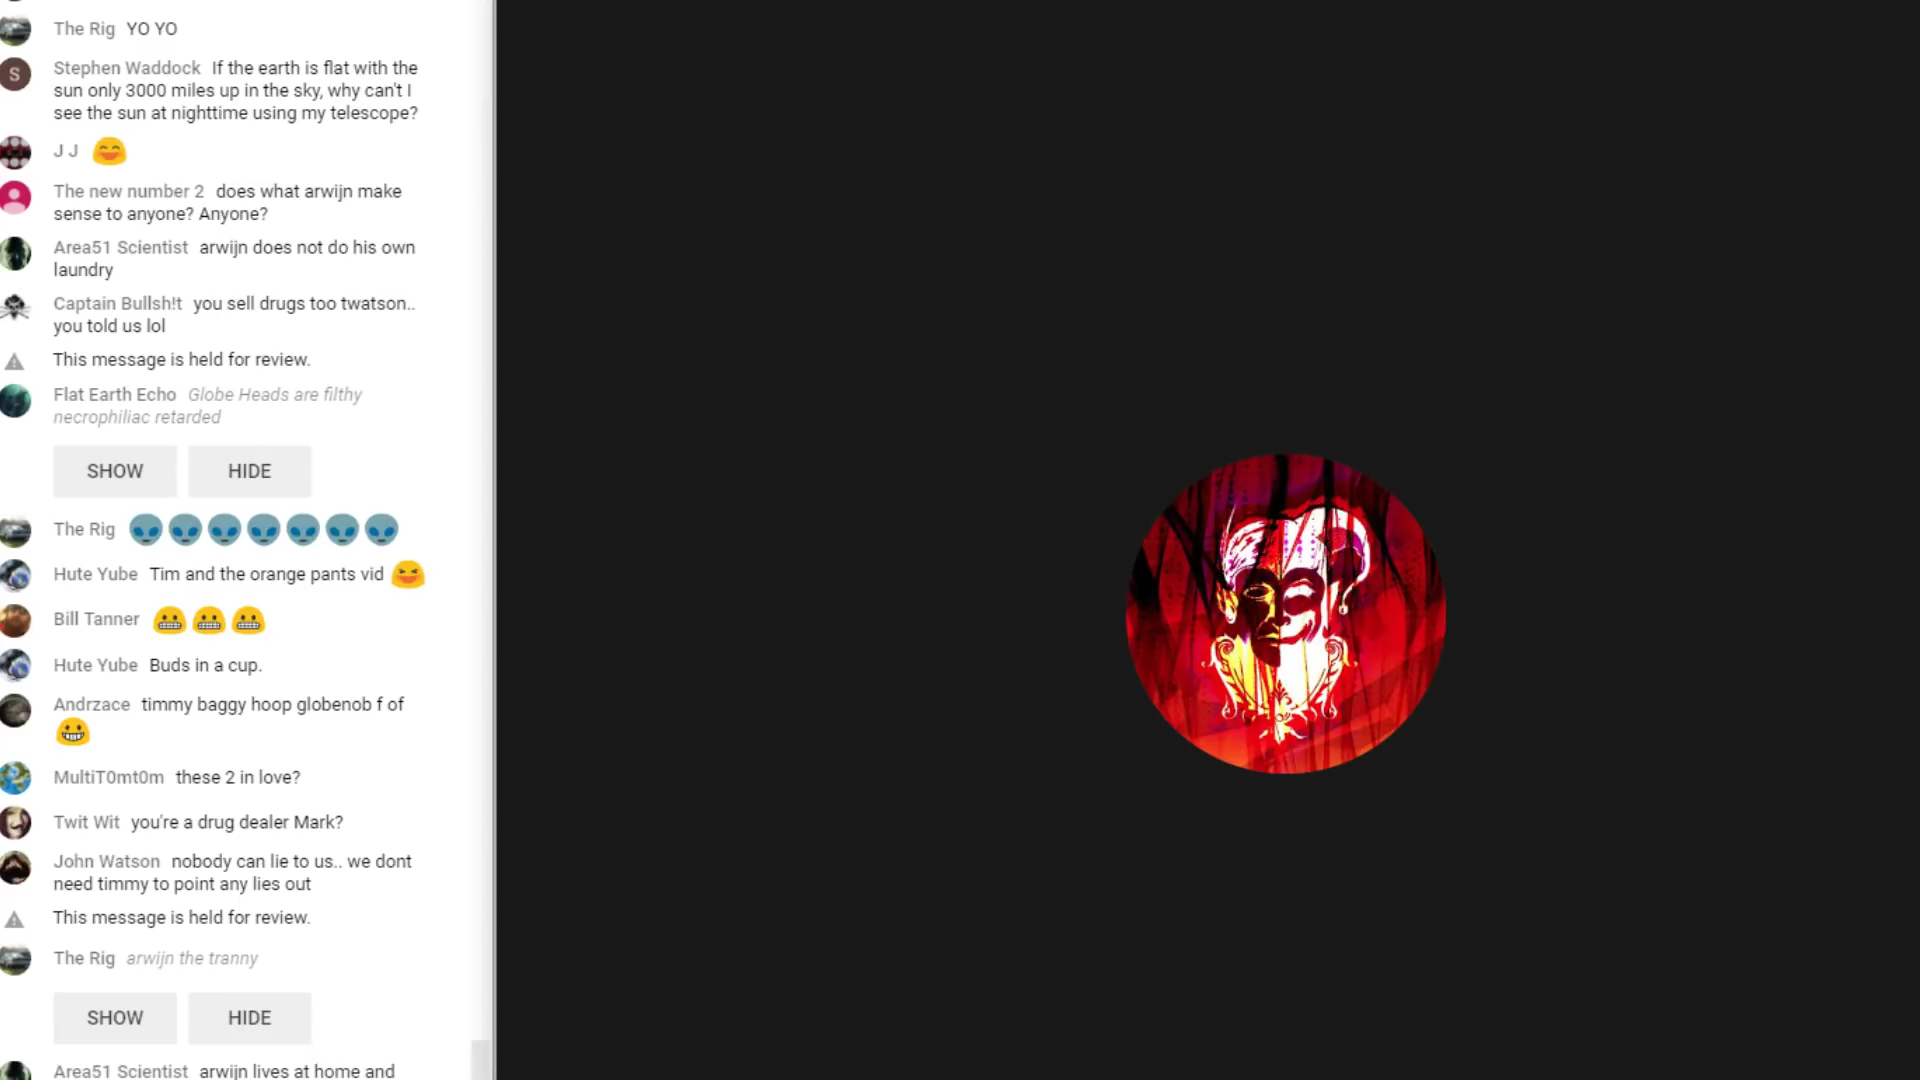 The Rig YO YO
Stephen Waddock If the earth is flat with the
sun only 3000 miles up in the sky, why can't I
see the sun at nighttime using my telescope?
S
J J
The new number 2 does what arwijn make
sense to anyone? Anyone?
Area51 Scientist arwijn does not do his own
laundry
Captain Bullsh!t you sell drugs too twatson..
you told us lol
This message is held for review.
Flat Earth Echo Globe Heads are filthy
necrophiliac retarded
SHOW HIDE
The Rig
Hute Yube Tim and the orange pants vid
Bill Tanner
Hute Yube Buds in a cup.
Andrzace timmy baggy hoop globenob f of
MultiT0mt0m these 2 in love?
Twit Wit you're a drug dealer Mark?
John Watson nobody can lie to us.. we dont
need timmy to point any lies out
This message is held for review.
The Rig arwijn the tranny
SHOW HIDE
Area51 Scientist arwijn lives at home and